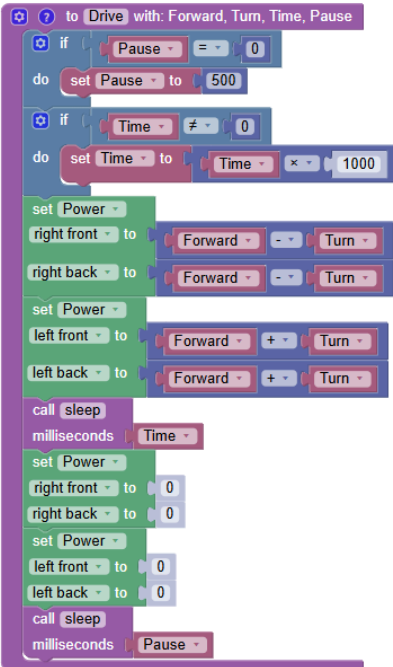 ? to Drive with: Forward, Turn, Time, Pause
if Pause = 0
do set Pause to 500
if Time ≠ 0
do set Time to Time × 1000
set Power
right front to Forward - Turn
right back to Forward - Turn
set Power
left front to Forward + Turn
left back to Forward + Turn
call sleep
milliseconds Time
set Power
right front to 0
right back to 0
set Power
left front to 0
left back to 0
call sleep
milliseconds Pause